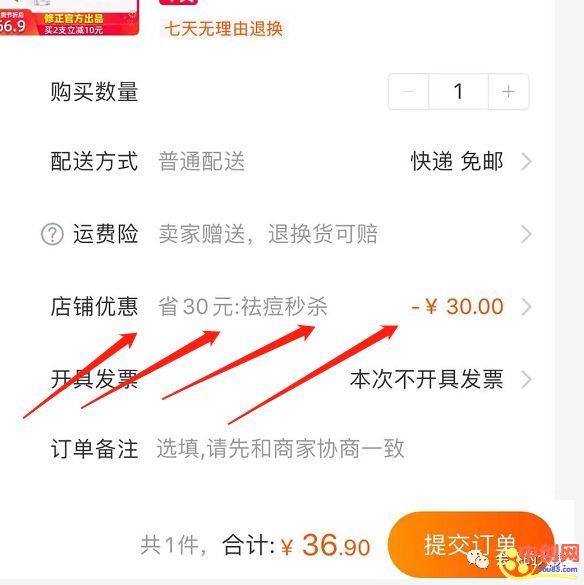 66.9
修正官方出品
买2支立减10元
七天无理由退换
购买数量 1
配送方式 普通配送 快递 免邮
运费险 卖家赠送，退换货可赔
店铺优惠 省30元:祛痘秒杀 -￥30.00
开具发票 本次不开具发票
订单备注 选填,请先和商家协商一致
共1件， 合计:￥36.90 提交订单
中创网